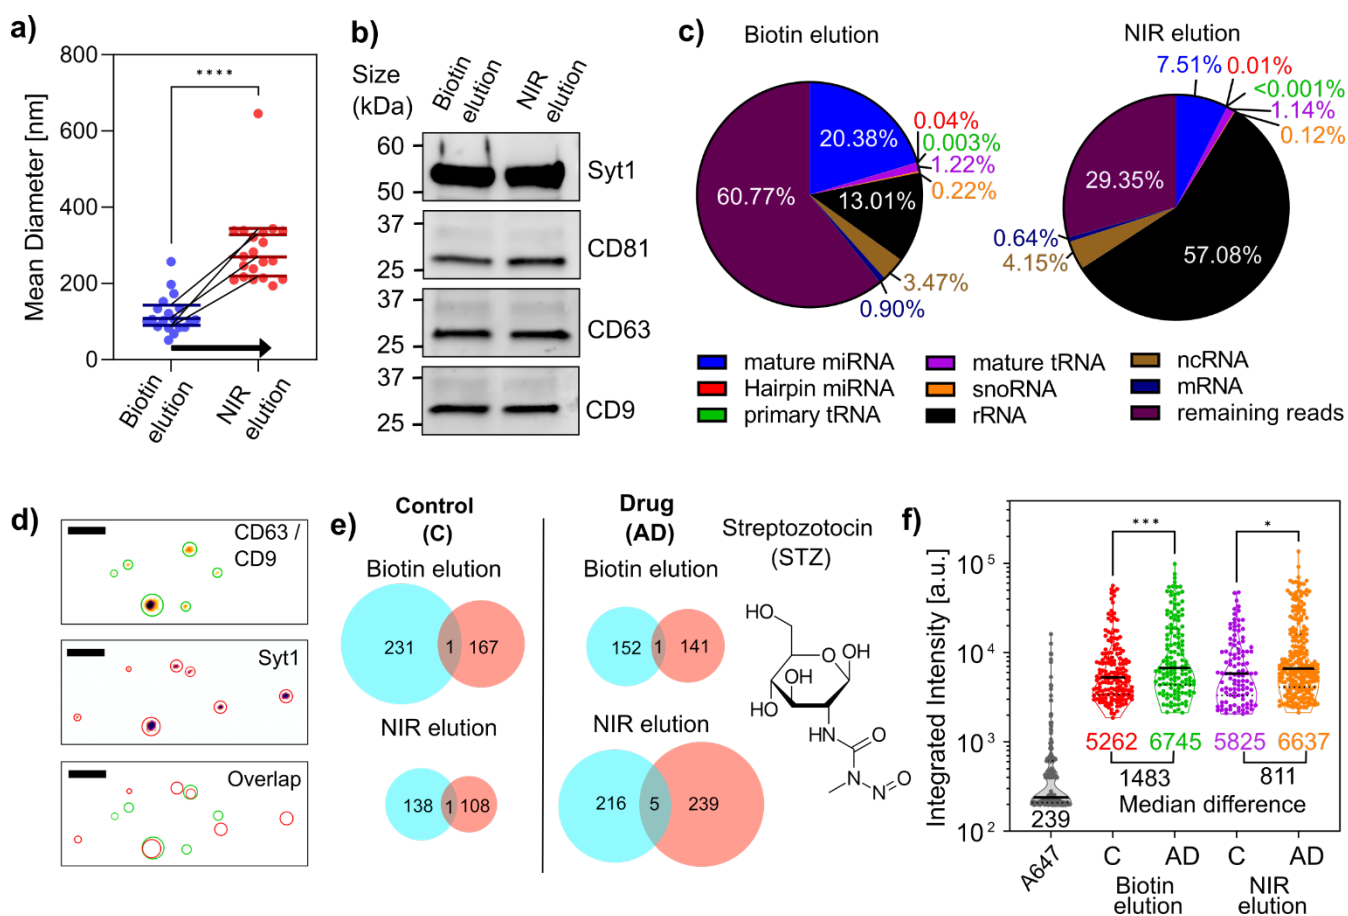 a)
800
600
400
200
0
Mean Diameter [nm]
****
Biotin
elution
NIR
elution
b)
Size
(kDa)
Biotin
elution
NIR
elution
60
50
Syt1
37
25
CD81
37
25
CD63
37
25
CD9
c)
Biotin elution
20.38%
0.04%
0.003%
1.22%
0.22%
13.01%
3.47%
0.90%
60.77%
NIR elution
7.51%
0.01%
<0.001%
1.14%
0.12%
57.08%
4.15%
0.64%
29.35%
mature miRNA
Hairpin miRNA
primary tRNA
mature tRNA
snoRNA
rRNA
ncRNA
mRNA
remaining reads
d)
CD63 /
CD9
Syt1
Overlap
e)
Control
(C)
Biotin elution
231 1 167
NIR elution
138 1 108
Drug
(AD)
Biotin elution
152 1 141
NIR elution
216 5 239
Streptozotocin
(STZ)
HO
HO
OH
OH
O
HN
O
N
N
O
f)
Integrated Intensity [a.u.]
10⁵
10⁴
10³
10²
***
*
239
5262
6745
5825
6637
1483
811
Median difference
A647
C
AD
C
AD
Biotin
elution
NIR
elution